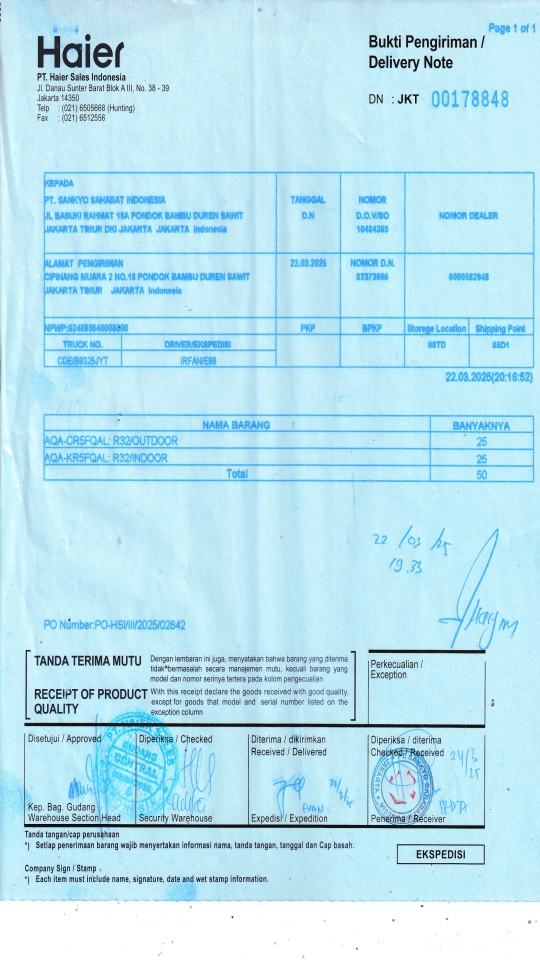 Page 1 of 1
Haier
Bukti Pengiriman /
Delivery Note
PT. Haier Sales Indonesia
Jl. Danau Sunter Barat Blok A III, No. 38 - 39
Jakarta 14350
Telp : (021) 6505668 (Hunting)
Fax : (021) 6512556
DN : JKT 00178848
KEPADA
PT. SANKYO SAHABAT INDONESIA
JL BASUKI RAHMAT 18A PONDOK BAMBU DUREN SAWIT
JAKARTA TIMUR DKI JAKARTA JAKARTA Indonesia
TANGGAL
D.N
NOMOR
D.O.V/SO
10484385
NOMOR DEALER
ALAMAT PENGIRIMAN
CIPINANG MUARA 2 NO.18 PONDOK BAMBU DUREN SAWIT
JAKARTA TIMUR JAKARTA Indonesia
22.03.2025
NOMOR D.N.
82373666
6000582948
PKP
BPKP
Storege Location
Shipping Point
TRUCK NO.
DRIVER/EKSPEDISI
65D1
CDE/B9325JYT
IRFAN/E88
22.03.2025(20:16:52)
NAMA BARANG BANYAKNYA
AQA-CR5FQAL: R32/OUTDOOR 25
AQA-KR5FQAL: R32/INDOOR 25
Total 50
22 /03 /25
19.33
PO Number:PO-HSI/III/2025/02842
TANDA TERIMA MUTU
Dengan lembaran ini juga, menyatakan bahwa barang yang diterima
tidak bermasalah secara manajemen mutu, kecuali barang yang
model dan nomor serinya tertera pada kolom pengecualian
RECEIPT OF PRODUCT
QUALITY
With this receipt declare the goods received with good quality,
except for goods that model and serial number listed on the
exception column
Perkecualian /
Exception
Disetujui / Approved
Diperiksa / Checked
Diterima / dikirimkan
Received / Delivered
Diperiksa / diterima
Checked / Received
24/3
25
GUDANG
CENTRAL
Kep. Bag. Gudang
Warehouse Section Head
Security Warehouse
Expedisi / Expedition
Penerima / Receiver
Tanda tangan/cap perusahaan
*) Setiap penerimaan barang wajib menyertakan informasi nama, tanda tangan, tanggal dan Cap basah.
EKSPEDISI
Company Sign / Stamp
*) Each item must include name, signature, date and wet stamp information.